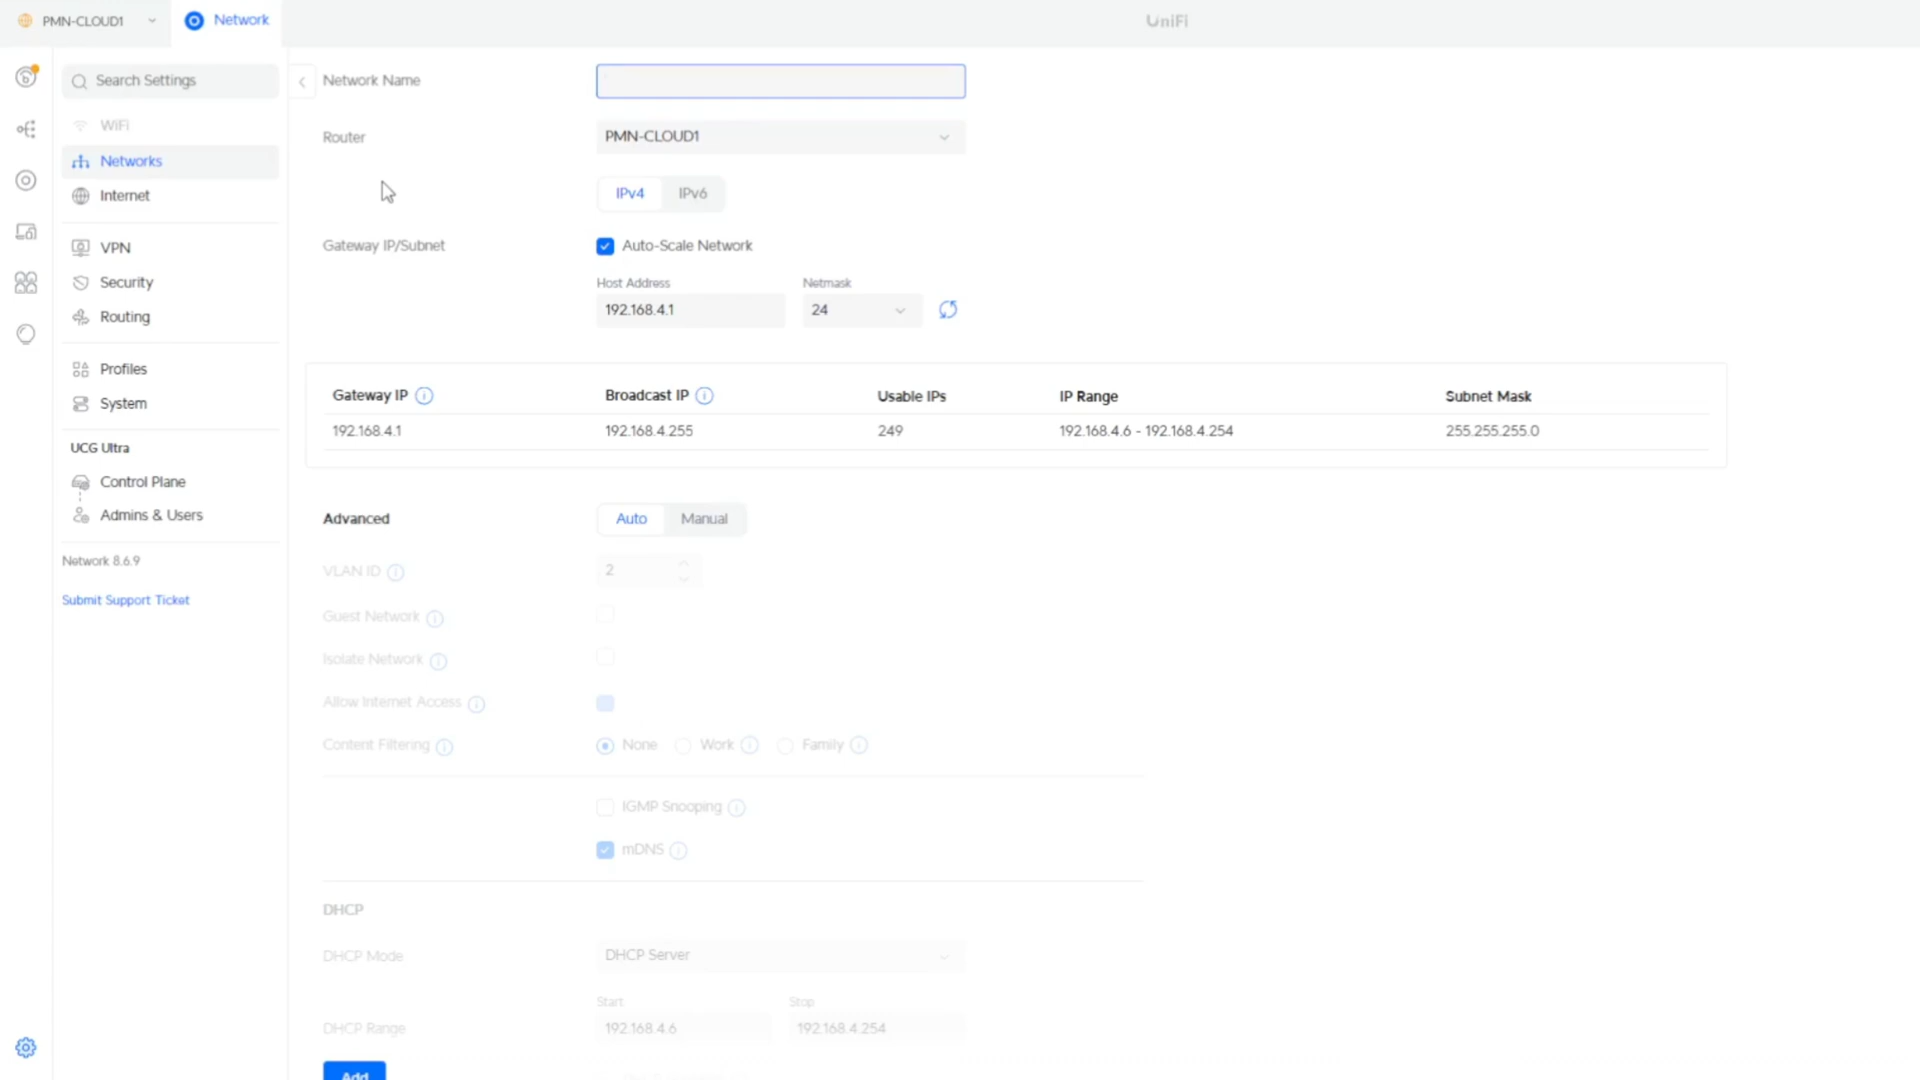 PMN-CLOUD1
Network
UniFi
Search Settings
WiFi
Networks
Internet
VPN
Security
Routing
Profiles
System
UCG Ultra
Control Plane
Admins & Users
Network 8.6.9
Submit Support Ticket
Network Name
Router
PMN-CLOUD1
IPv4 IPv6
Gateway IP/Subnet
Auto-Scale Network
Host Address Netmask
192.168.4.1 24
Gateway IP Broadcast IP Usable IPs IP Range Subnet Mask
192.168.4.1 192.168.4.255 249 192.168.4.6 - 192.168.4.254 255.255.255.0
Advanced Auto Manual
VLAN ID 2
Guest Network
Isolate Network
Allow Internet Access
Content Filtering None Work Family
IGMP Snooping
mDNS
DHCP
DHCP Mode DHCP Server
Start Stop
DHCP Range 192.168.4.6 192.168.4.254
Add